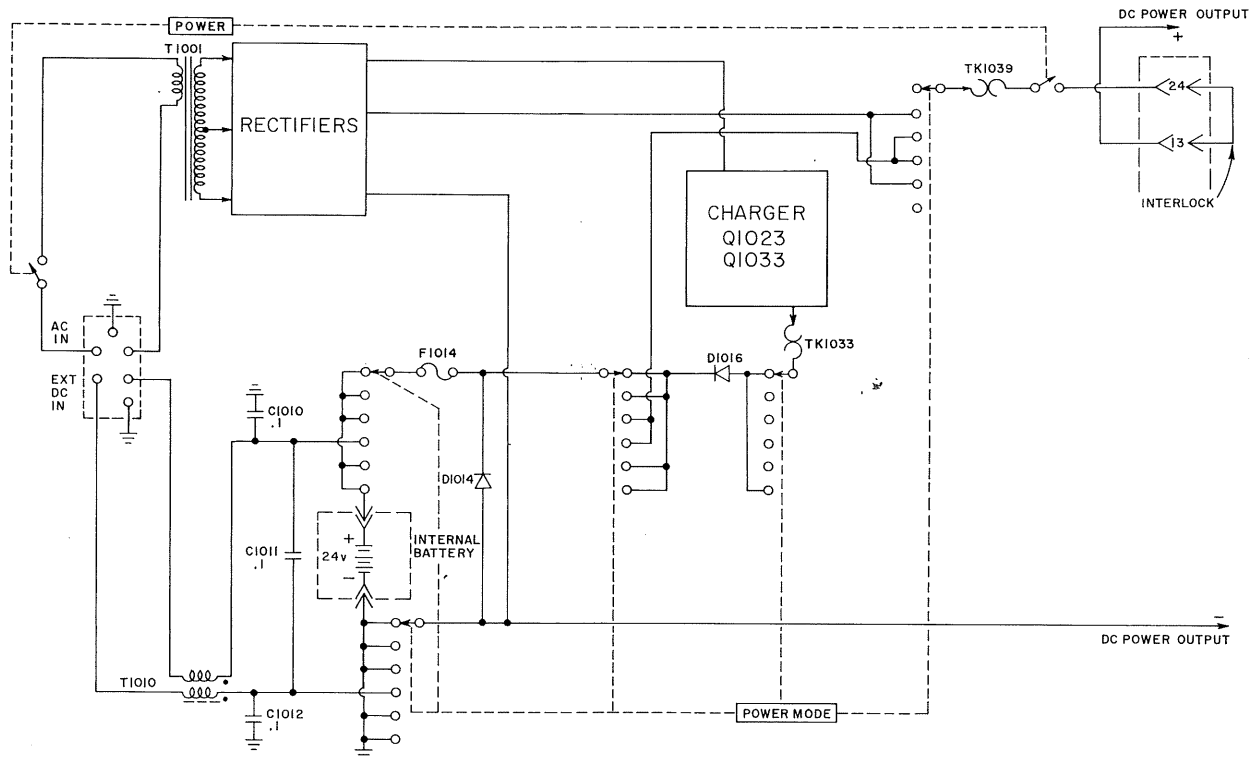 DC POWER OUTPUT
+
POWER
T1001
TK1039
24
RECTIFIERS
13
INTERLOCK
CHARGER
Q1023
Q1033
AC
IN
TK1033
F1014
D1016
EXT
DC
IN
C1010
.1
D1014
C1011
.1
+
24v
−
INTERNAL
BATTERY
−
DC POWER OUTPUT
T1010
C1012
.1
POWER MODE